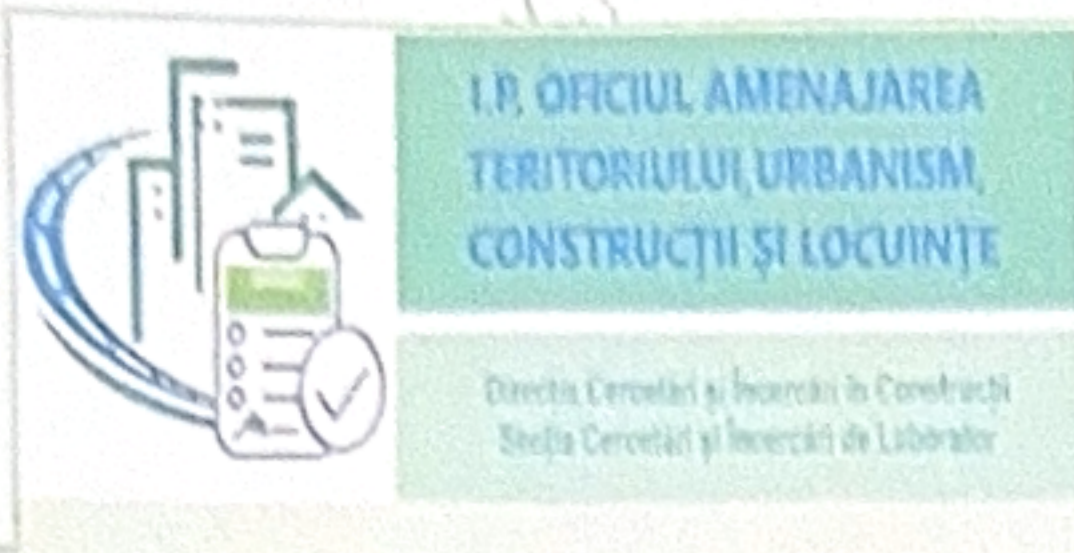 I.P. OFICIUL AMENAJAREA
TERITORIULUI, URBANISM,
CONSTRUCȚII ȘI LOCUINȚE
Direcția Cercetări și Încercări în Construcții
Secția Cercetări și Încercări de Laborator